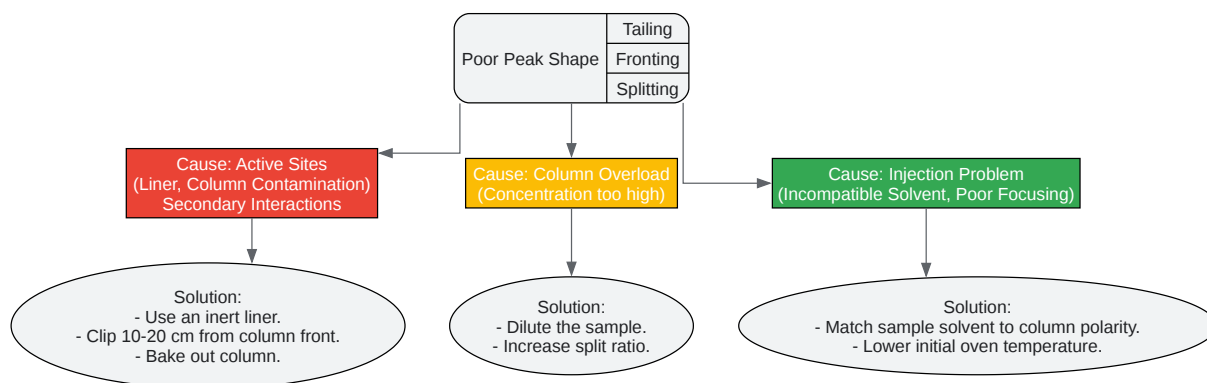 Poor Peak Shape
Tailing
Fronting
Splitting
Cause: Active Sites
(Liner, Column Contamination)
Secondary Interactions
Cause: Column Overload
(Concentration too high)
Cause: Injection Problem
(Incompatible Solvent, Poor Focusing)
Solution:
- Use an inert liner.
- Clip 10-20 cm from column front.
- Bake out column.
Solution:
- Dilute the sample.
- Increase split ratio.
Solution:
- Match sample solvent to column polarity.
- Lower initial oven temperature.